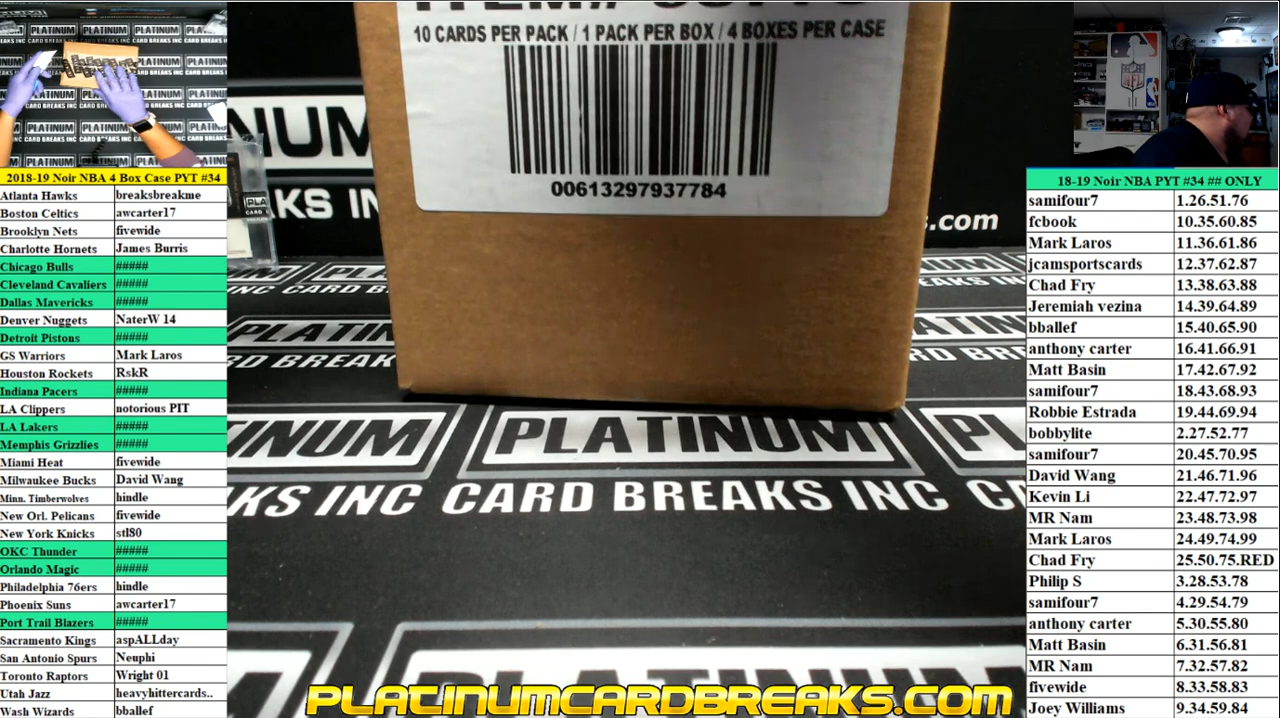 10 CARDS PER PACK / 1 PACK PER BOX / 4 BOXES PER CASE
00613297937784
2018-19 Noir NBA 4 Box Case PYT #34
Atlanta Hawks breaksbreakme
Boston Celtics awcarter17
Brooklyn Nets fivewide
Charlotte Hornets James Burris
Chicago Bulls #####
Cleveland Cavaliers #####
Dallas Mavericks #####
Denver Nuggets NaterW 14
Detroit Pistons #####
GS Warriors Mark Laros
Houston Rockets RskR
Indiana Pacers #####
LA Clippers notorious PIT
LA Lakers #####
Memphis Grizzlies #####
Miami Heat fivewide
Milwaukee Bucks David Wang
Minn. Timberwolves hindle
New Orl. Pelicans fivewide
New York Knicks stl80
OKC Thunder #####
Orlando Magic #####
Philadelphia 76ers hindle
Phoenix Suns awcarter17
Port Trail Blazers #####
Sacramento Kings aspALLday
San Antonio Spurs Neuphi
Toronto Raptors Wright 01
Utah Jazz heavyhittercards..
Wash Wizards bballef
18-19 Noir NBA PYT #34 ## ONLY
samifour7 1.26.51.76
fcbook 10.35.60.85
Mark Laros 11.36.61.86
jcamsportscards 12.37.62.87
Chad Fry 13.38.63.88
Jeremiah vezina 14.39.64.89
bballef 15.40.65.90
anthony carter 16.41.66.91
Matt Basin 17.42.67.92
samifour7 18.43.68.93
Robbie Estrada 19.44.69.94
bobbylite 2.27.52.77
samifour7 20.45.70.95
David Wang 21.46.71.96
Kevin Li 22.47.72.97
MR Nam 23.48.73.98
Mark Laros 24.49.74.99
Chad Fry 25.50.75.RED
Philip S 3.28.53.78
samifour7 4.29.54.79
anthony carter 5.30.55.80
Matt Basin 6.31.56.81
MR Nam 7.32.57.82
fivewide 8.33.58.83
Joey Williams 9.34.59.84
PLATINUM
CARD BREAKS INC
PLATINUMCARDBREAKS.COM